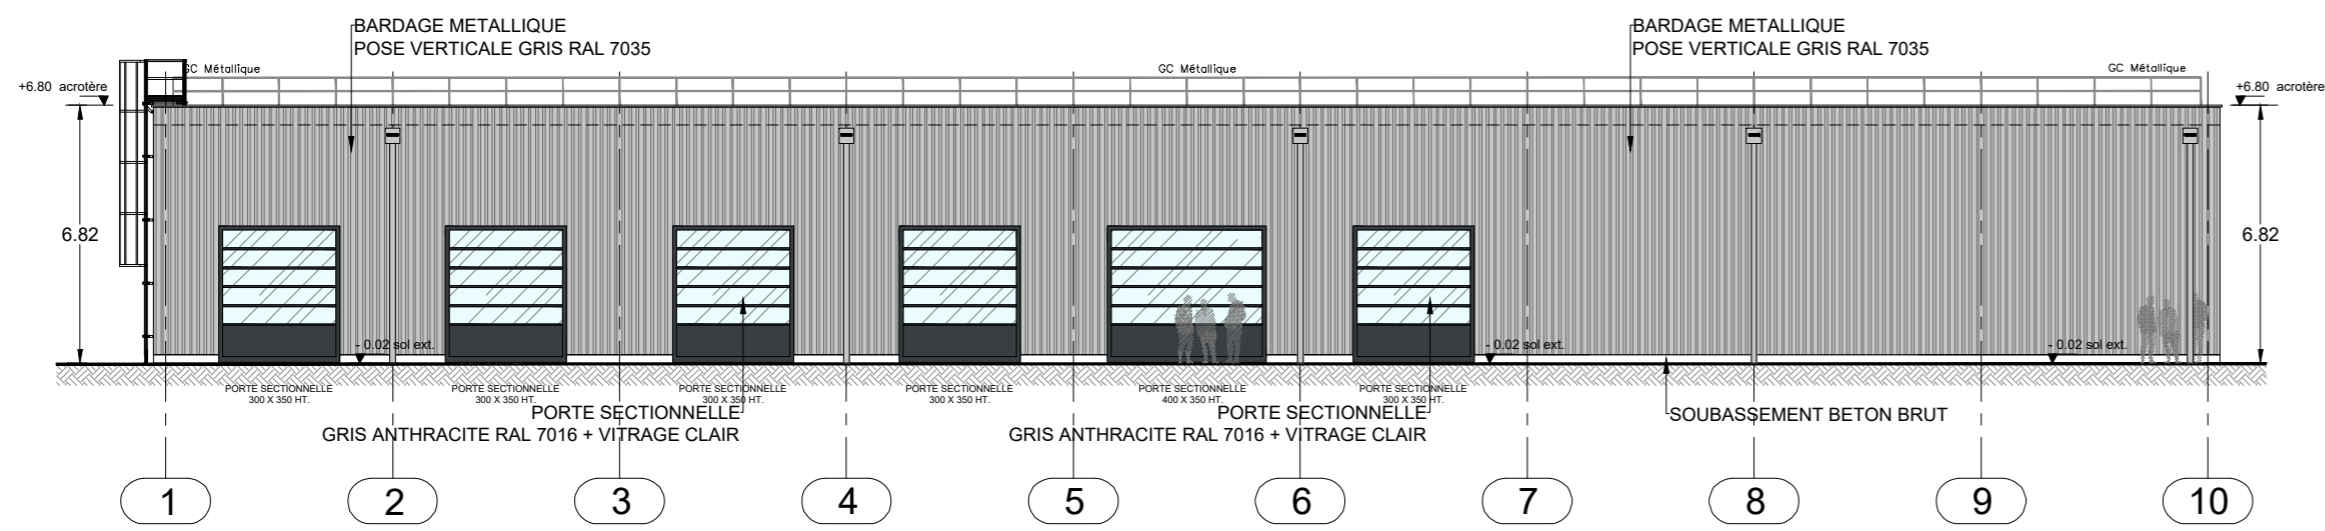 BARDAGE METALLIQUE
POSE VERTICALE GRIS RAL 7035
BARDAGE METALLIQUE
POSE VERTICALE GRIS RAL 7035
GC Métallique
GC Métallique
GC Métallique
+6.80 acrotère
+6.80 acrotère
6.82
6.82
- 0.02 sol ext.
- 0.02 sol ext.
- 0.02 sol ext.
PORTE SECTIONNELLE
300 X 350 HT.
PORTE SECTIONNELLE
300 X 350 HT.
PORTE SECTIONNELLE
300 X 350 HT.
PORTE SECTIONNELLE
300 X 350 HT.
PORTE SECTIONNELLE
400 X 350 HT.
PORTE SECTIONNELLE
300 X 350 HT.
PORTE SECTIONNELLE
GRIS ANTHRACITE RAL 7016 + VITRAGE CLAIR
PORTE SECTIONNELLE
GRIS ANTHRACITE RAL 7016 + VITRAGE CLAIR
SOUBASSEMENT BETON BRUT
1
2
3
4
5
6
7
8
9
10